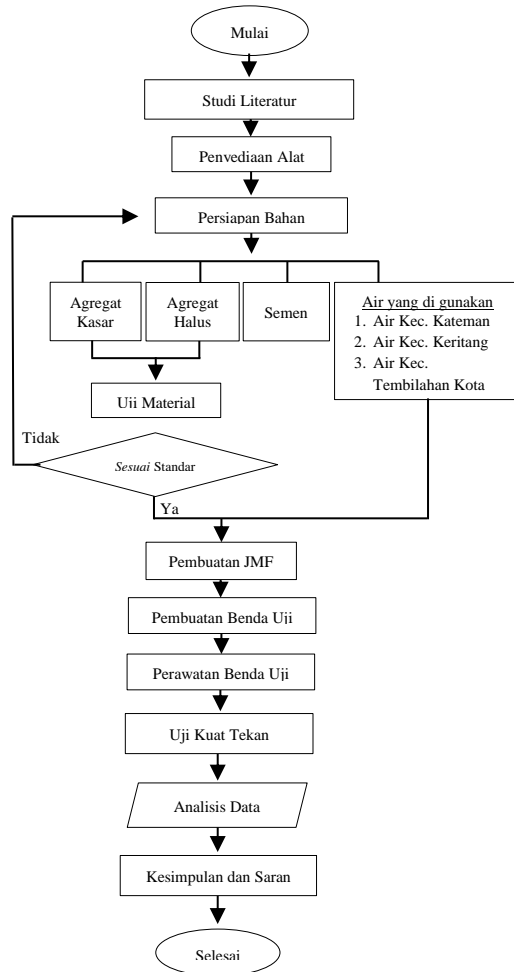 Mulai
Studi Literatur
Penyediaan Alat
Persiapan Bahan
Agregat
Kasar
Agregat
Halus
Semen
Air yang di gunakan
1. Air Kec. Kateman
2. Air Kec. Keritang
3. Air Kec.
Tembilahan Kota
Uji Material
Tidak
Sesuai Standar
Ya
Pembuatan JMF
Pembuatan Benda Uji
Perawatan Benda Uji
Uji Kuat Tekan
Analisis Data
Kesimpulan dan Saran
Selesai